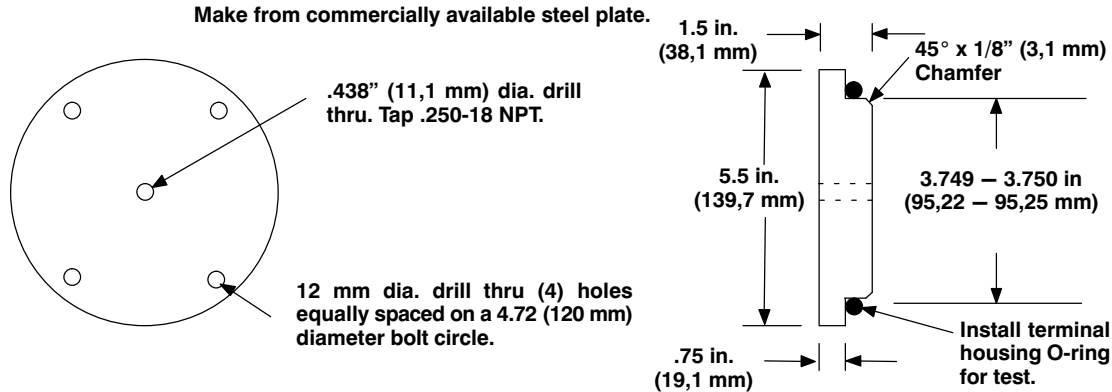 Make from commercially available steel plate.
.438” (11,1 mm) dia. drill
thru. Tap .250-18 NPT.
12 mm dia. drill thru (4) holes
equally spaced on a 4.72 (120 mm)
diameter bolt circle.
1.5 in.
(38,1 mm)
45° x 1/8” (3,1 mm)
Chamfer
5.5 in.
(139,7 mm)
3.749 – 3.750 in
(95,22 – 95,25 mm)
.75 in.
(19,1 mm)
Install terminal
housing O-ring
for test.